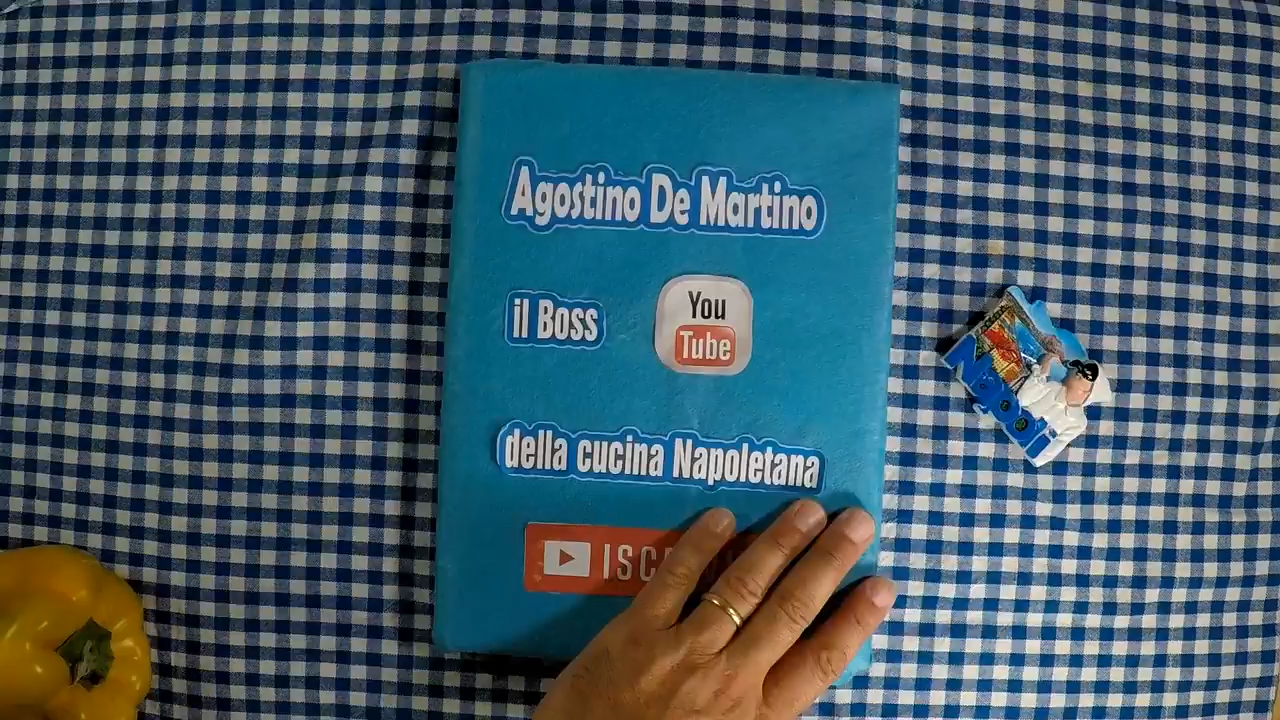 Agostino De Martino
il Boss
You
Tube
della cucina Napoletana